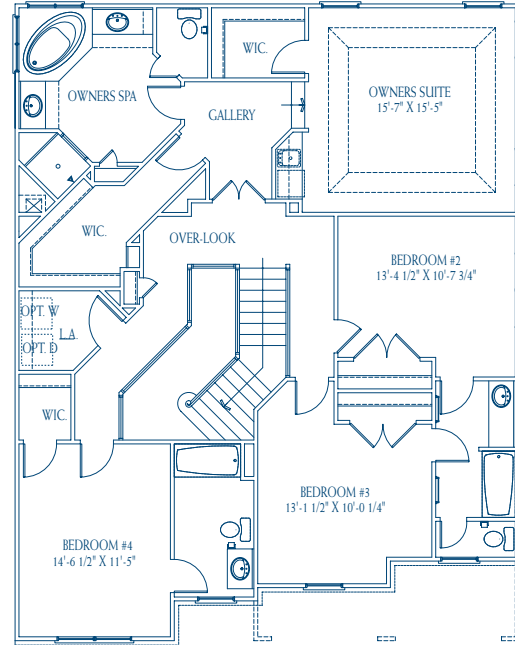 WIC.
OWNERS SPA
GALLERY
OWNERS SUITE
15'-7" X 15'-5"
WIC.
OVER-LOOK
BEDROOM #2
13'-4 1/2" X 10'-7 3/4"
OPT. W
L.A.
OPT. D
WIC.
BEDROOM #3
13'-1 1/2" X 10'-0 1/4"
BEDROOM #4
14'-6 1/2" X 11'-5"